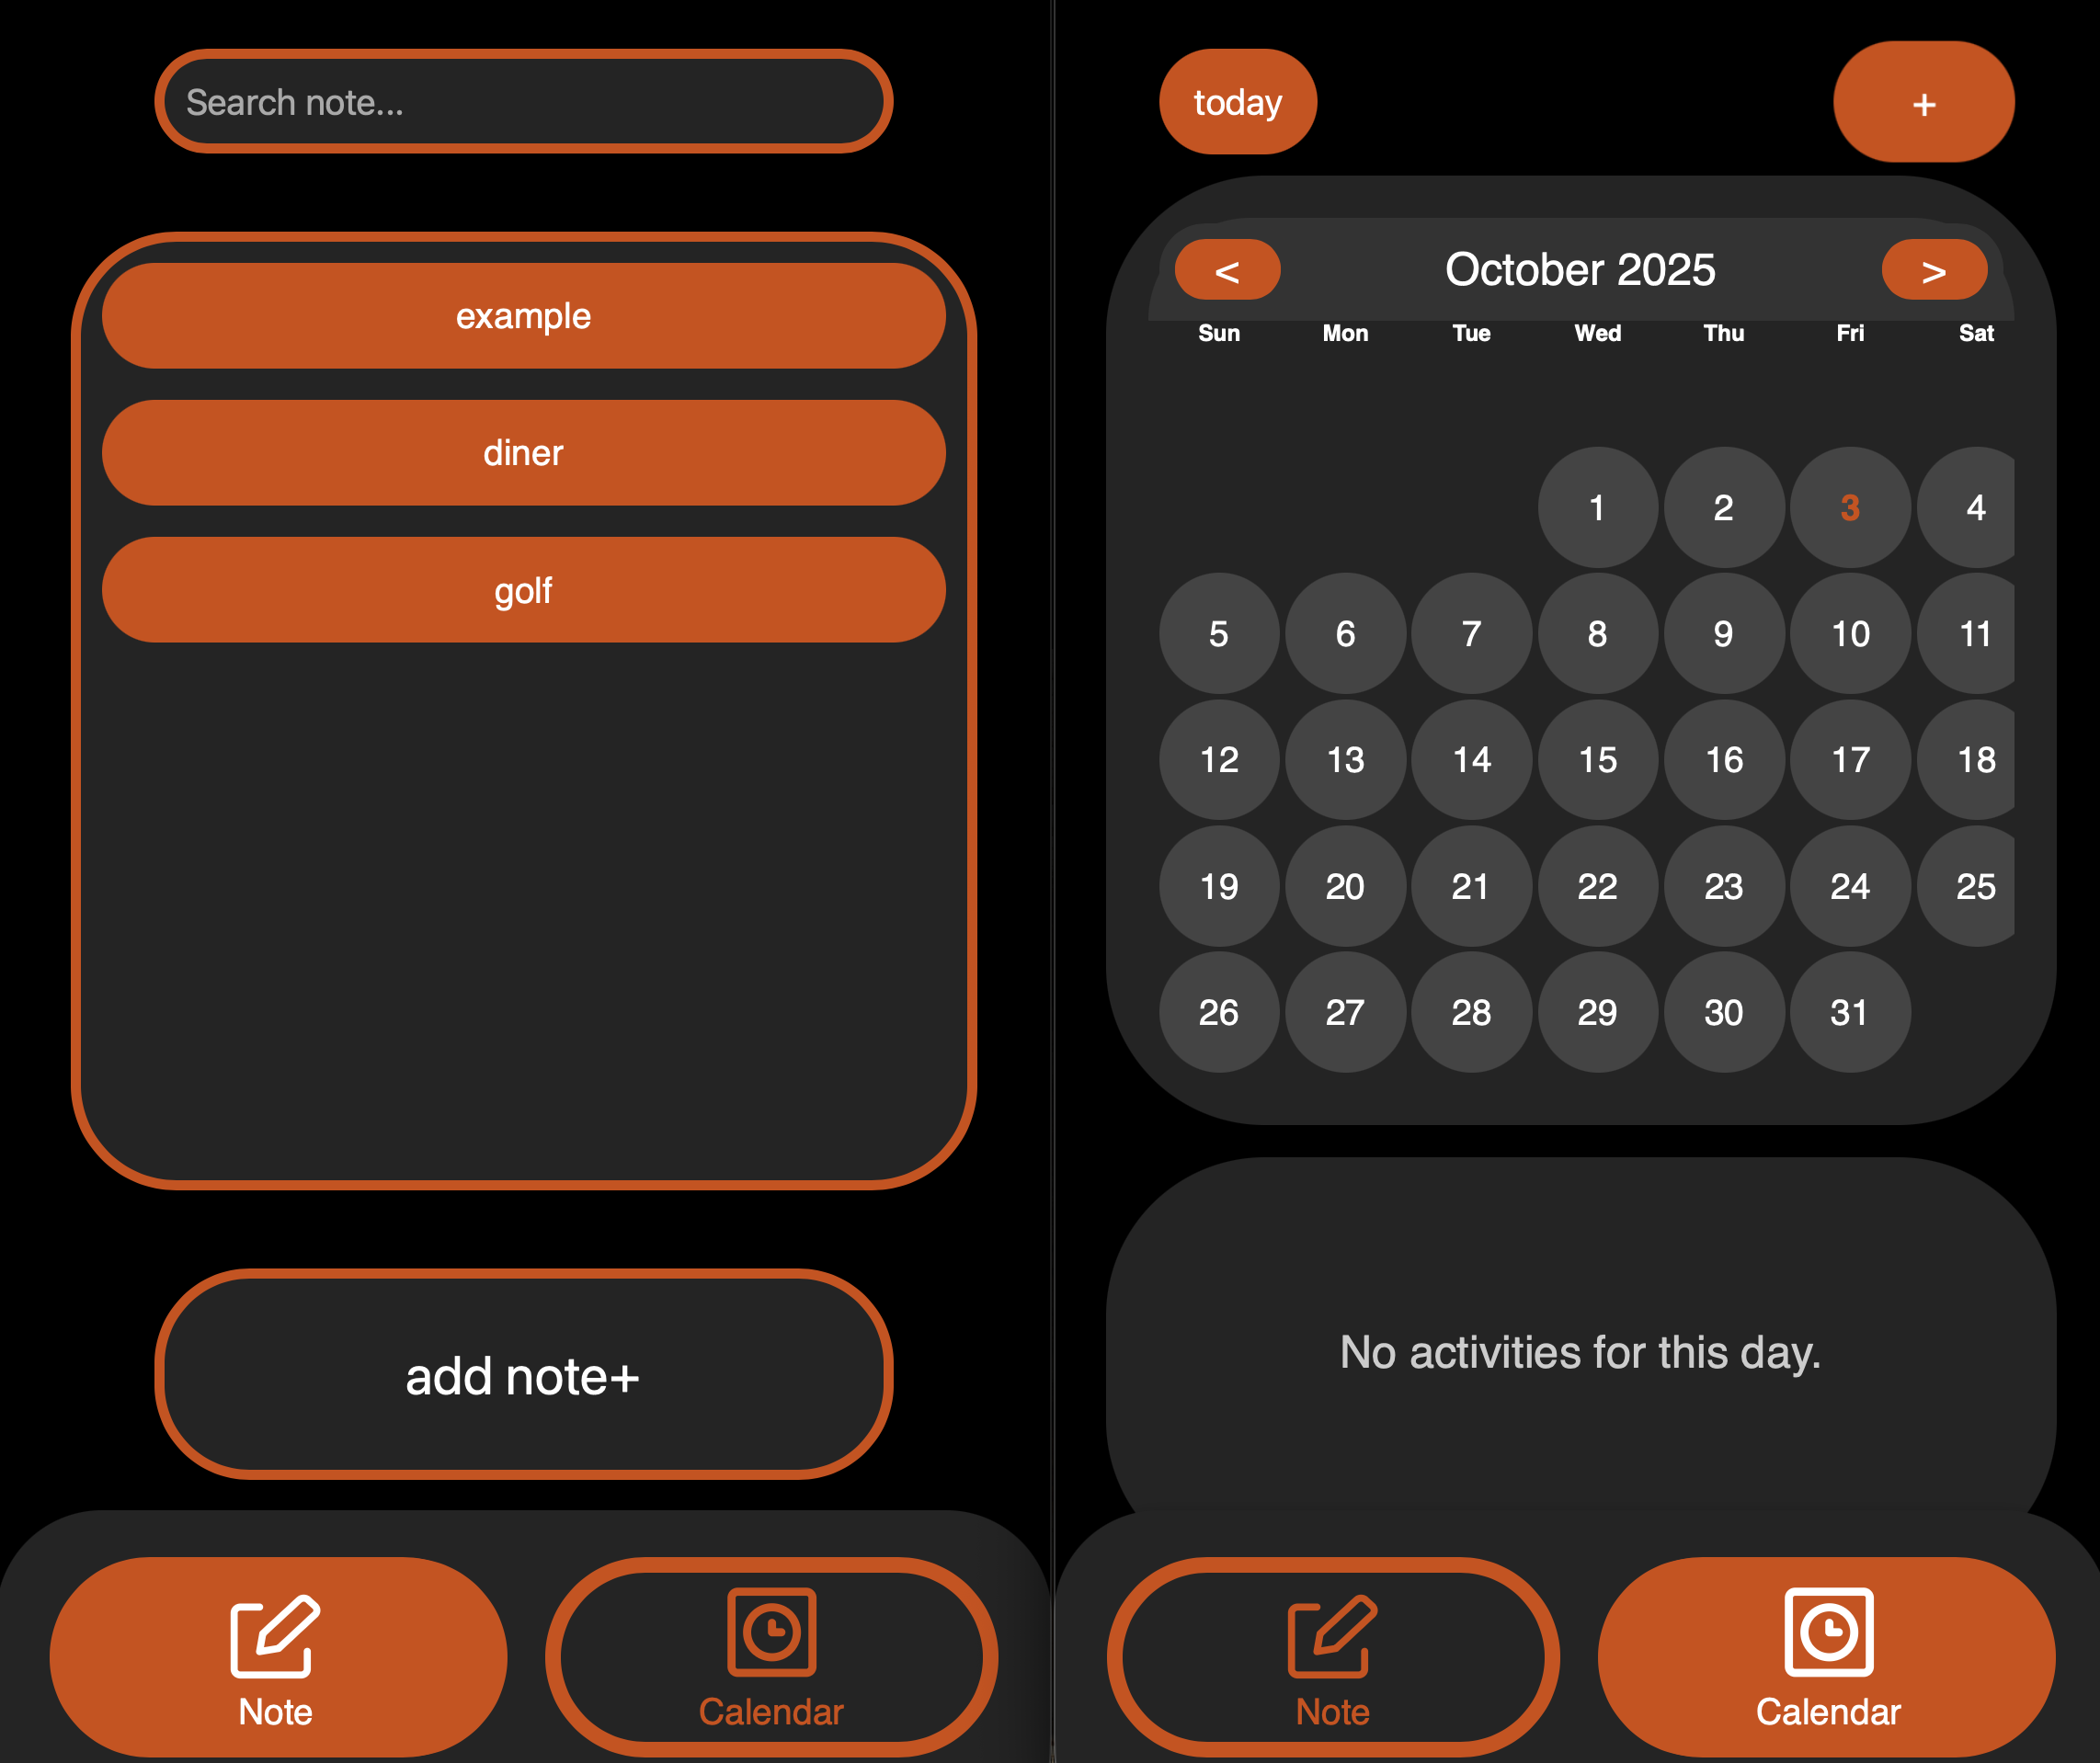 Search note...
example
diner
golf
add note+
Note
Calendar
today
+
< October 2025 >
Sun Mon Tue Wed Thu Fri Sat
1 2 3 4
5 6 7 8 9 10 11
12 13 14 15 16 17 18
19 20 21 22 23 24 25
26 27 28 29 30 31
No activities for this day.
Note
Calendar